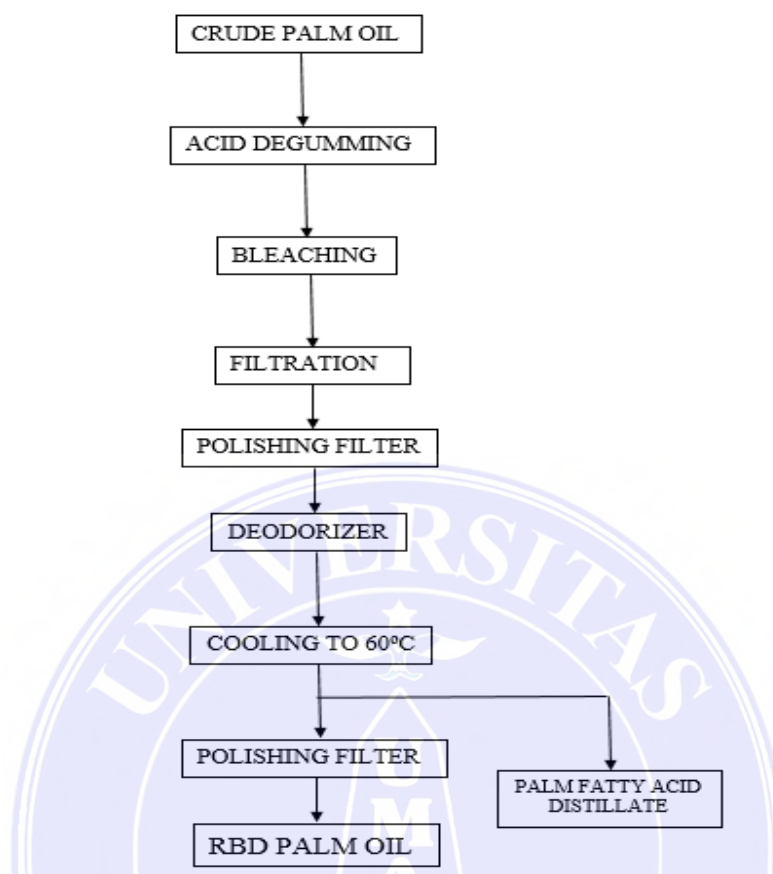 CRUDE PALM OIL
ACID DEGUMMING
BLEACHING
FILTRATION
POLISHING FILTER
DEODORIZER
COOLING TO 60ºC
POLISHING FILTER
PALM FATTY ACID
DISTILLATE
RBD PALM OIL
UNIVERSITAS
UMA